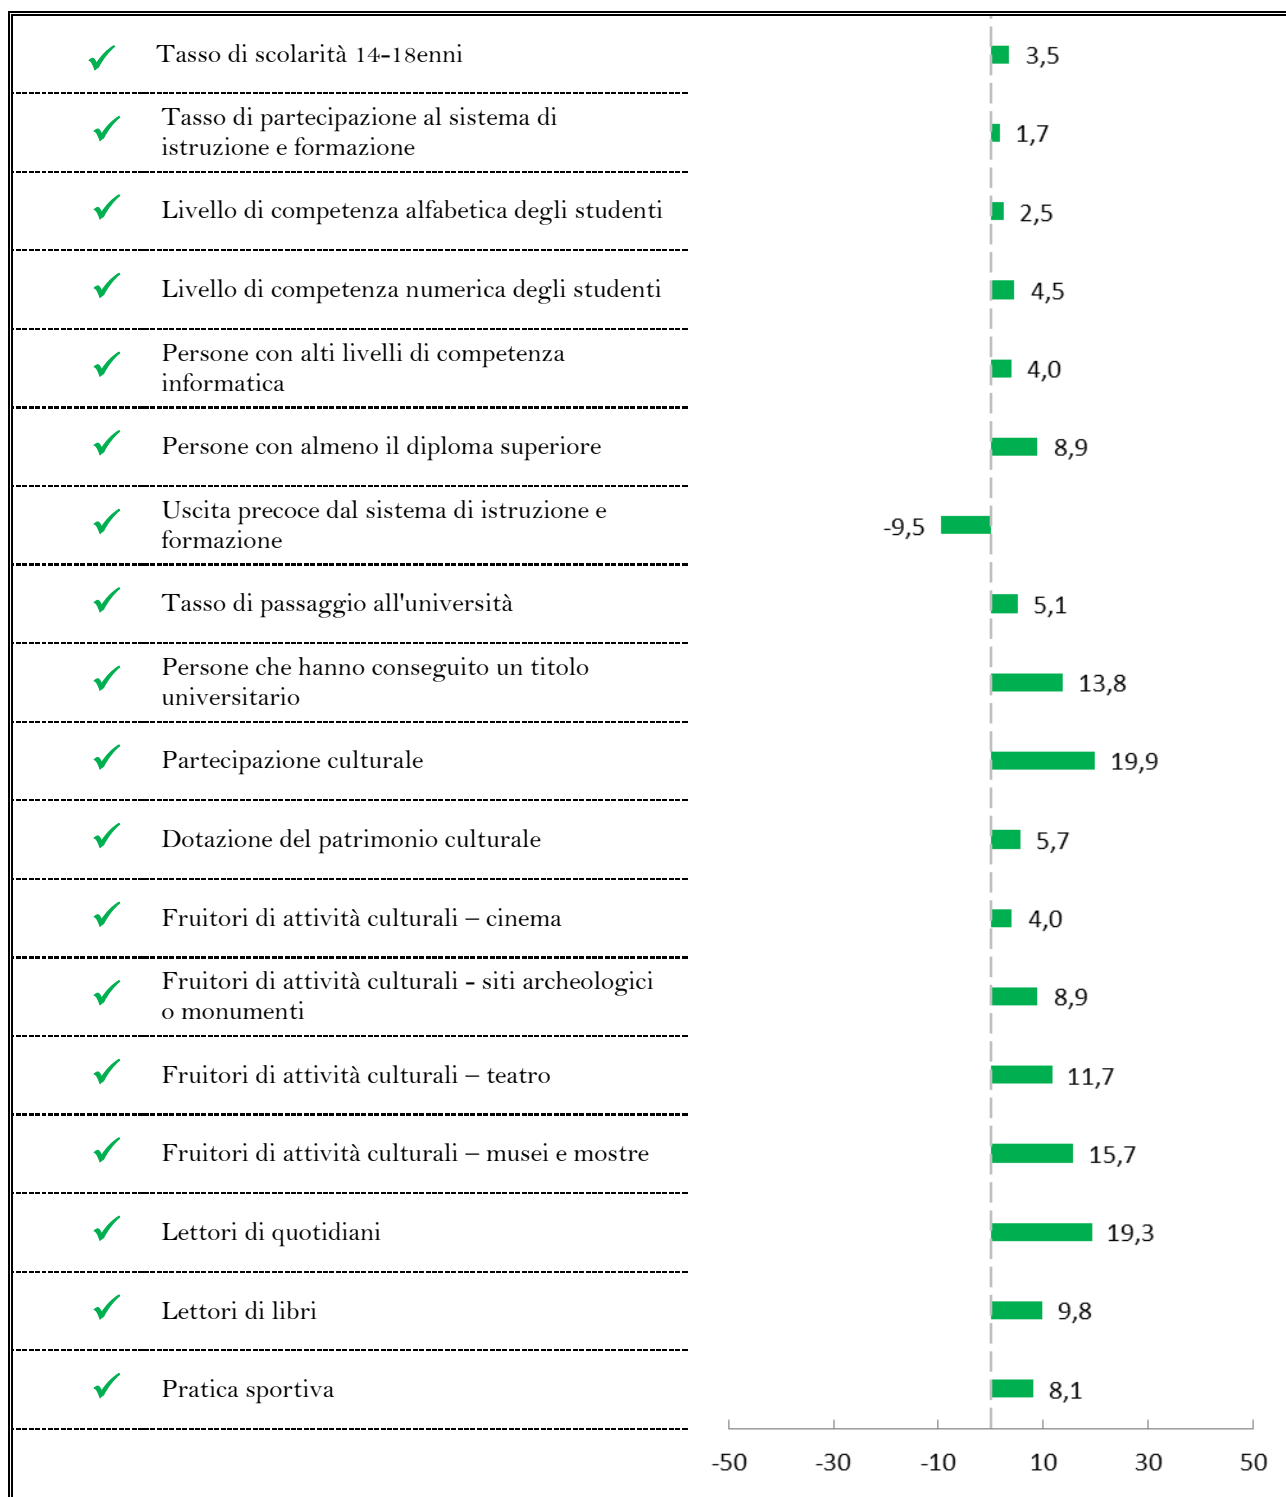 Tasso di scolarità 14-18enni 3,5
Tasso di partecipazione al sistema di
istruzione e formazione 1,7
Livello di competenza alfabetica degli studenti 2,5
Livello di competenza numerica degli studenti 4,5
Persone con alti livelli di competenza
informatica 4,0
Persone con almeno il diploma superiore 8,9
Uscita precoce dal sistema di istruzione e
formazione -9,5
Tasso di passaggio all'università 5,1
Persone che hanno conseguito un titolo
universitario 13,8
Partecipazione culturale 19,9
Dotazione del patrimonio culturale 5,7
Fruitori di attività culturali – cinema 4,0
Fruitori di attività culturali - siti archeologici
o monumenti 8,9
Fruitori di attività culturali – teatro 11,7
Fruitori di attività culturali – musei e mostre 15,7
Lettori di quotidiani 19,3
Lettori di libri 9,8
Pratica sportiva 8,1
-50 -30 -10 10 30 50